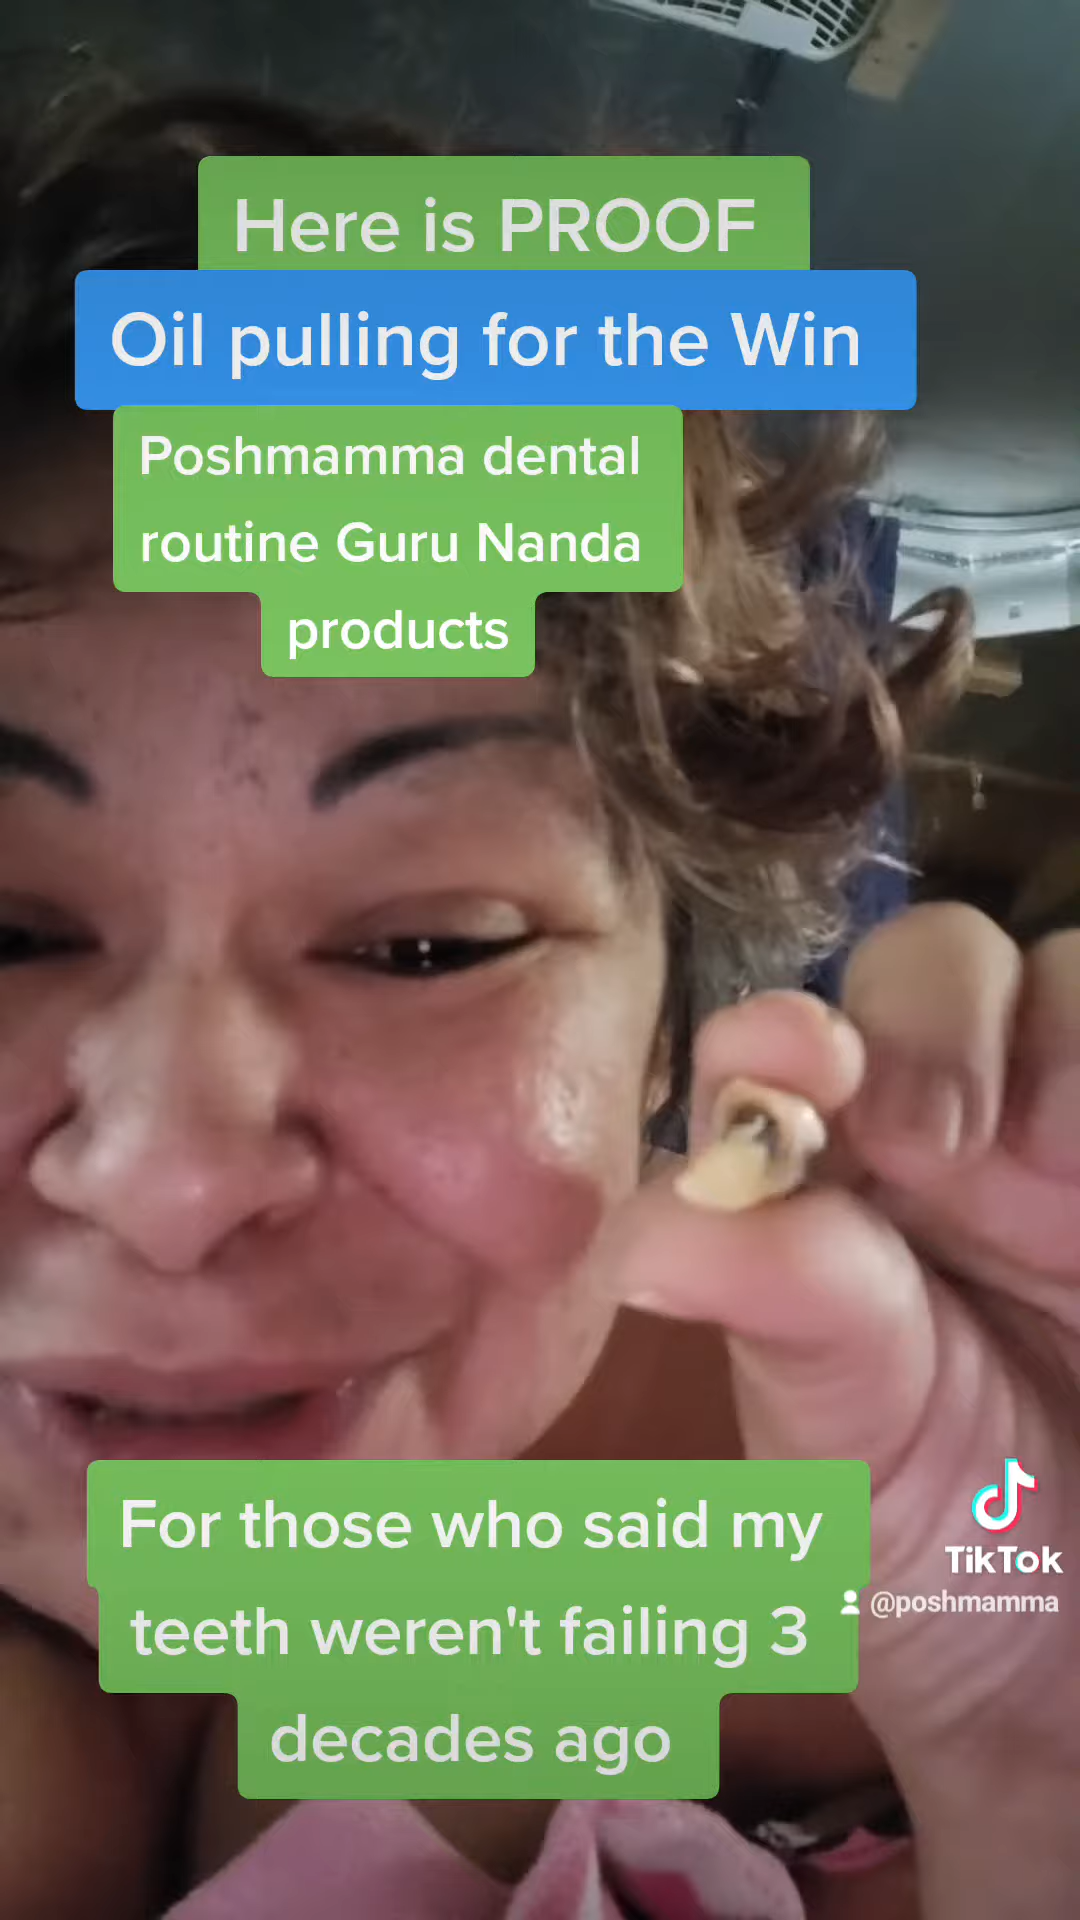 Here is PROOF
Oil pulling for the Win
Poshmamma dental
routine Guru Nanda
products
For those who said my
teeth weren't failing 3
decades ago
TikTok
@poshmamma